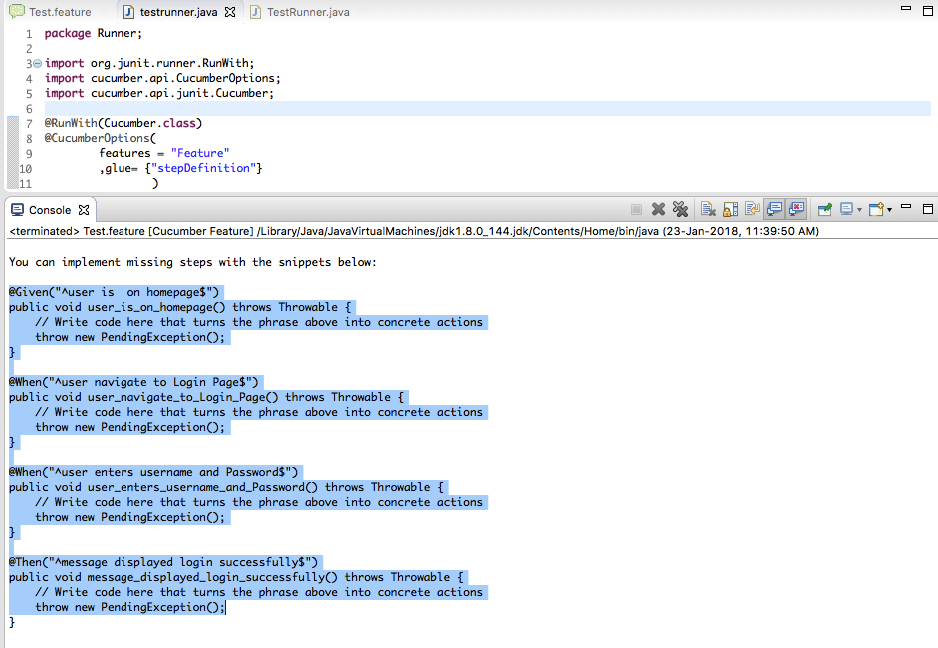 Test.feature testrunner.java TestRunner.java
1 package Runner;
2
3 import org.junit.runner.RunWith;
4 import cucumber.api.CucumberOptions;
5 import cucumber.api.junit.Cucumber;
6
7 @RunWith(Cucumber.class)
8 @CucumberOptions(
9 features = "Feature"
10 ,glue= {"stepDefinition"}
11 )
Console
<terminated> Test.feature [Cucumber Feature] /Library/Java/JavaVirtualMachines/jdk1.8.0_144.jdk/Contents/Home/bin/java (23-Jan-2018, 11:39:50 AM)
You can implement missing steps with the snippets below:
@Given("^user is  on homepage$")
public void user_is_on_homepage() throws Throwable {
// Write code here that turns the phrase above into concrete actions
throw new PendingException();
}
@When("^user navigate to Login Page$")
public void user_navigate_to_Login_Page() throws Throwable {
// Write code here that turns the phrase above into concrete actions
throw new PendingException();
}
@When("^user enters username and Password$")
public void user_enters_username_and_Password() throws Throwable {
// Write code here that turns the phrase above into concrete actions
throw new PendingException();
}
@Then("^message displayed login successfully$")
public void message_displayed_login_successfully() throws Throwable {
// Write code here that turns the phrase above into concrete actions
throw new PendingException();
}